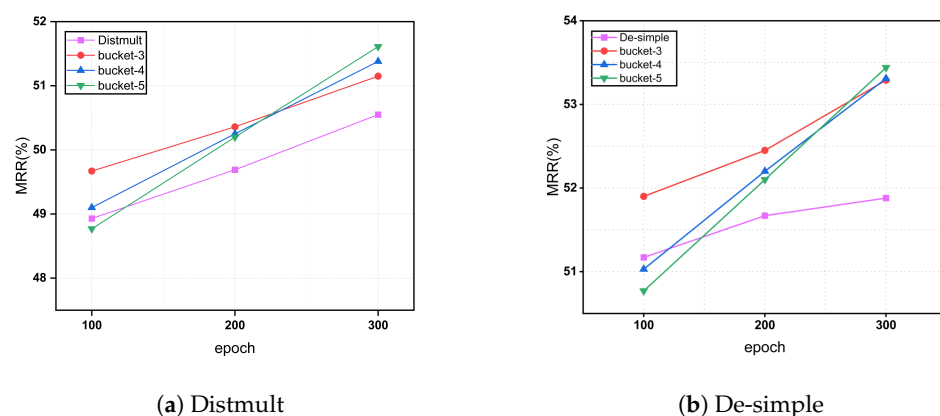 52
51
50
49
48
MRR(%)
Distmult
bucket-3
bucket-4
bucket-5
100 200 300
epoch
(a) Distmult
54
53
52
51
MRR(%)
De-simple
bucket-3
bucket-4
bucket-5
100 200 300
epoch
(b) De-simple